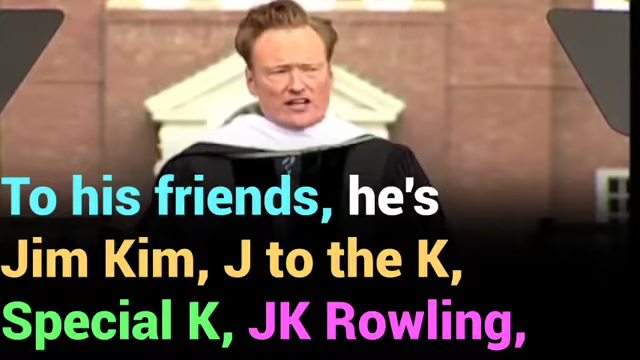 To his friends, he's
Jim Kim, J to the K,
Special K, JK Rowling,